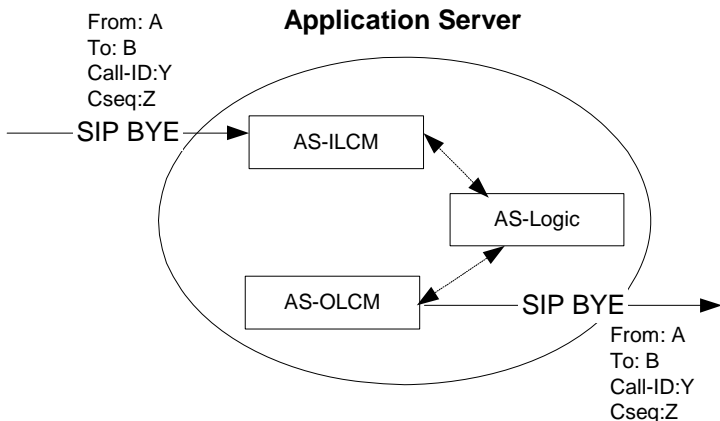 Application Server
From: A
To: B
Call-ID:Y
Cseq:Z
SIP BYE
AS-ILCM
AS-Logic
AS-OLCM
SIP BYE
From: A
To: B
Call-ID:Y
Cseq:Z